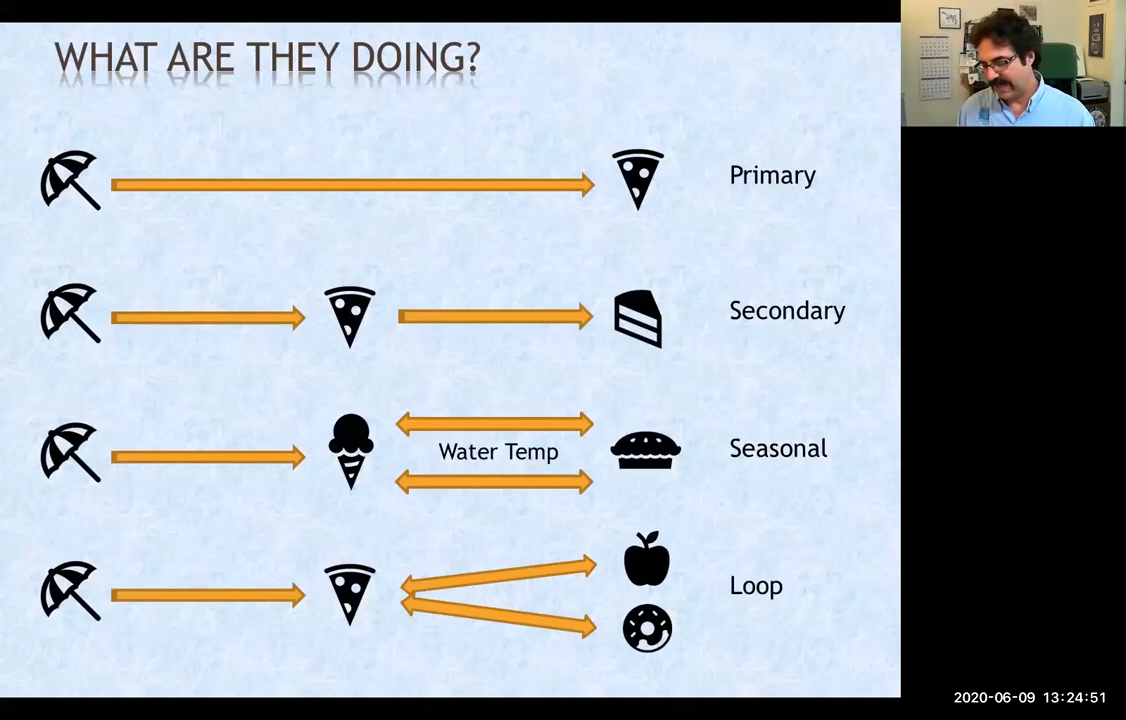 WHAT ARE THEY DOING?
Primary
Secondary
Water Temp
Seasonal
Loop
2020-06-09 13:24:51